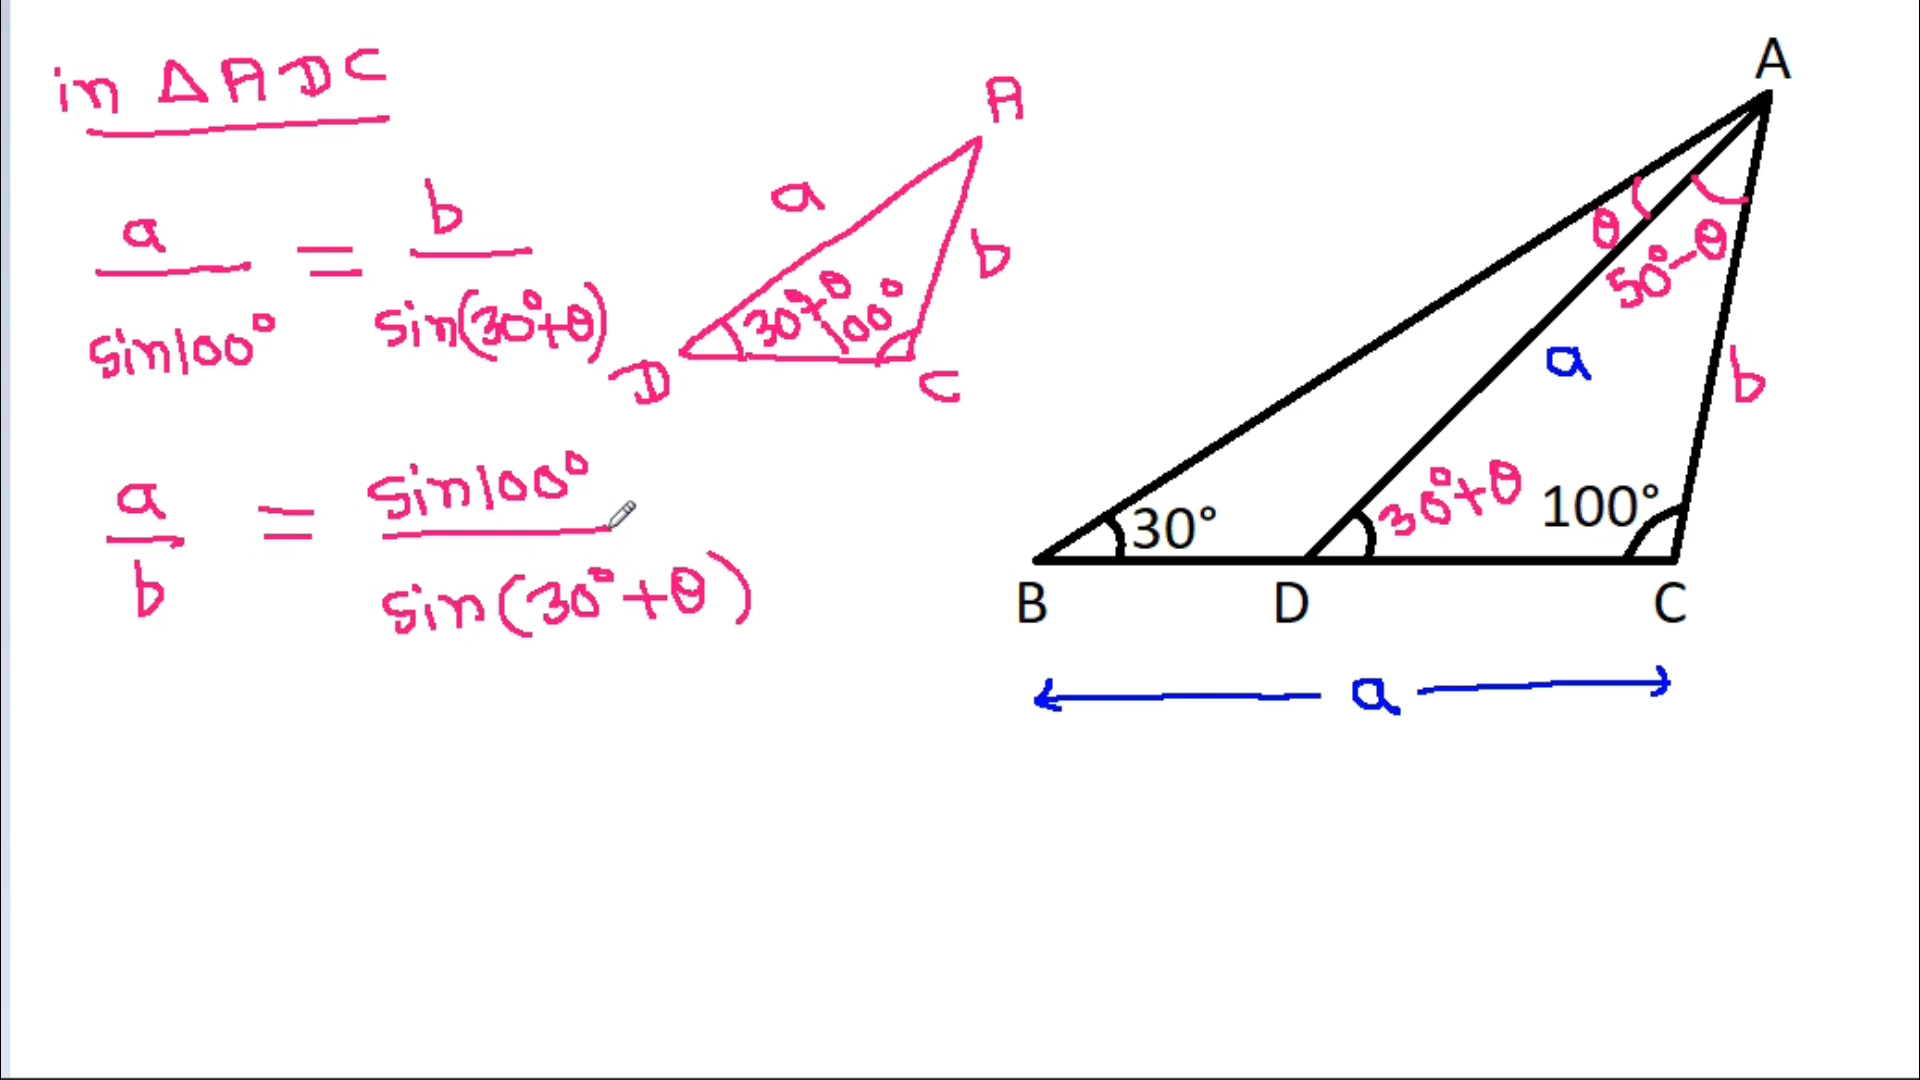 in ΔADC
a
sin100°
=
b
sin(30°+θ)
a
b
=
sin100°
sin(30°+θ)
A
a
b
30°+θ
100°
D
C
A
θ
50°-θ
a
b
30°
30°+θ
100°
B
D
C
a